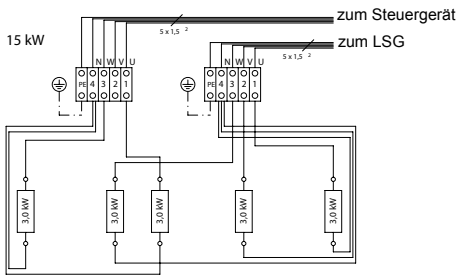 zum Steuergerät
5 x 1,5 ²
15 kW
zum LSG
5 x 1,5 ²
N W V U
N W V U
PE 4 3 2 1
PE 4 3 2 1
3,0 kW
3,0 kW
3,0 kW
3,0 kW
3,0 kW